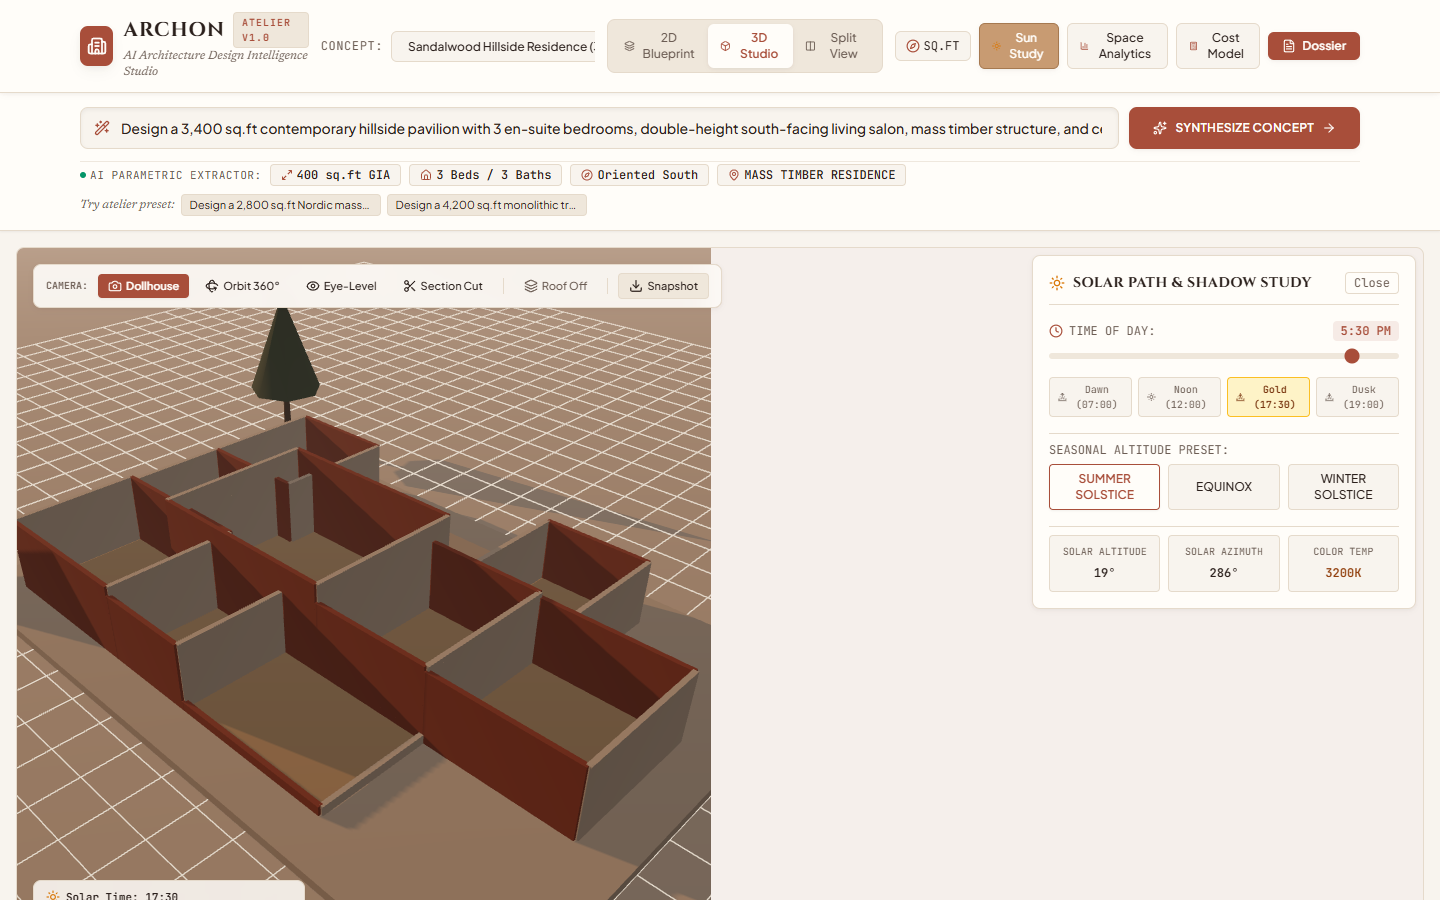 ARCHON
ATELIER
V1.0
AI Architecture Design Intelligence
Studio
CONCEPT:
Sandalwood Hillside Residence (
2D
Blueprint
3D
Studio
Split
View
SQ.FT
Sun
Study
Space
Analytics
Cost
Model
Dossier
Design a 3,400 sq.ft contemporary hillside pavilion with 3 en-suite bedrooms, double-height south-facing living salon, mass timber structure, and ce
SYNTHESIZE CONCEPT
AI PARAMETRIC EXTRACTOR:
400 sq.ft GIA
3 Beds / 3 Baths
Oriented South
MASS TIMBER RESIDENCE
Try atelier preset:
Design a 2,800 sq.ft Nordic mass...
Design a 4,200 sq.ft monolithic tr...
CAMERA:
Dollhouse
Orbit 360°
Eye-Level
Section Cut
Roof Off
Snapshot
SOLAR PATH & SHADOW STUDY
Close
TIME OF DAY:
5:30 PM
Dawn
(07:00)
Noon
(12:00)
Gold
(17:30)
Dusk
(19:00)
SEASONAL ALTITUDE PRESET:
SUMMER
SOLSTICE
EQUINOX
WINTER
SOLSTICE
SOLAR ALTITUDE
19°
SOLAR AZIMUTH
286°
COLOR TEMP
3200K
Solar Time: 17:30